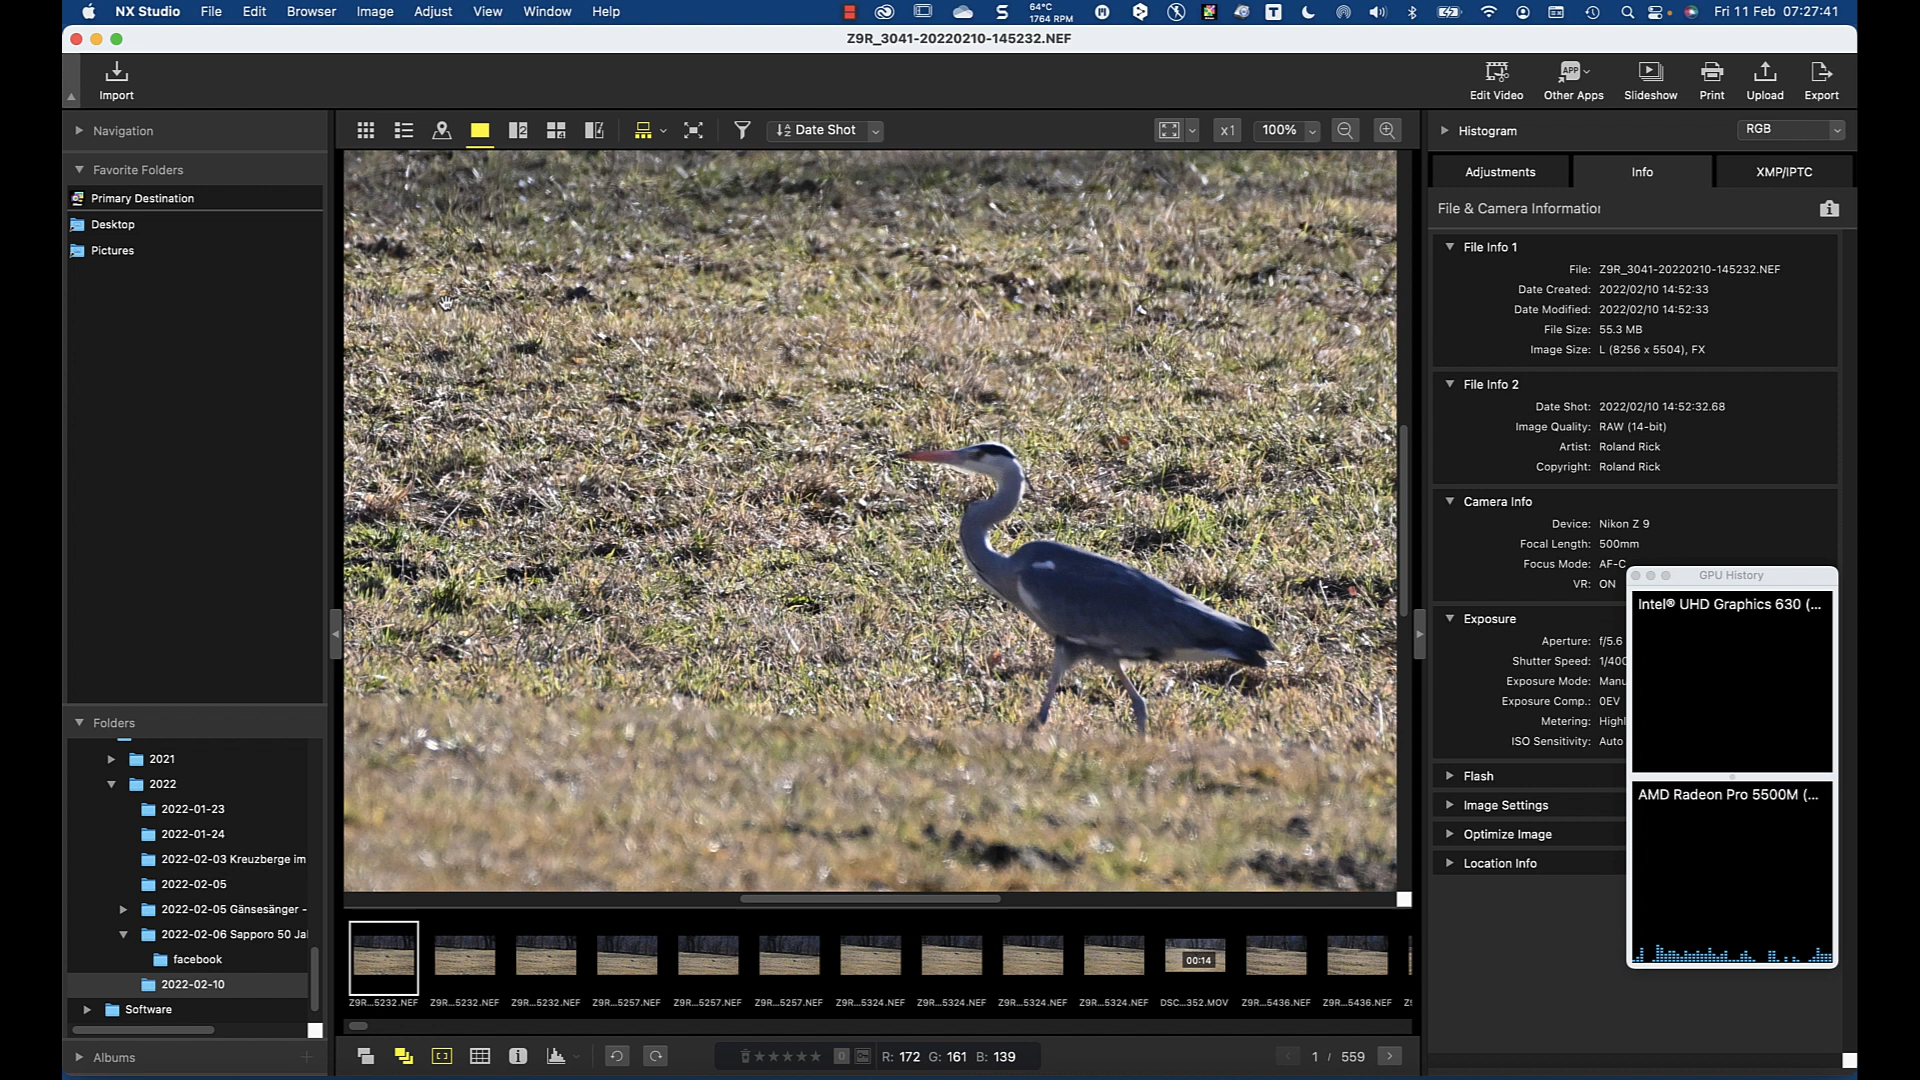 NX Studio File Edit Browser Image Adjust View Window Help
64°C
1764 RPM
Fri 11 Feb 07:27:41
Z9R_3041-20220210-145232.NEF
Import
Edit Video
Other Apps
Slideshow
Print
Upload
Export
Navigation
Date Shot
x1
100%
Histogram
RGB
Favorite Folders
Primary Destination
Desktop
Pictures
Adjustments
Info
XMP/IPTC
File & Camera Information
File Info 1
File: Z9R_3041-20220210-145232.NEF
Date Created: 2022/02/10 14:52:33
Date Modified: 2022/02/10 14:52:33
File Size: 55.3 MB
Image Size: L (8256 x 5504), FX
File Info 2
Date Shot: 2022/02/10 14:52:32.68
Image Quality: RAW (14-bit)
Artist: Roland Rick
Copyright: Roland Rick
Camera Info
Device: Nikon Z 9
Focal Length: 500mm
Focus Mode: AF-C
VR: ON
Exposure
Aperture: f/5.6
Shutter Speed: 1/400
Exposure Mode: Manu
Exposure Comp.: 0EV
Metering: Highl
ISO Sensitivity: Auto
Flash
Image Settings
Optimize Image
Location Info
GPU History
Intel® UHD Graphics 630 (...
AMD Radeon Pro 5500M (...
Folders
2021
2022
2022-01-23
2022-01-24
2022-02-03 Kreuzberge im
2022-02-05
2022-02-05 Gänsesänger -
2022-02-06 Sapporo 50 Ja
facebook
2022-02-10
Software
Albums
00:14
Z9R...5232.NEF Z9R...5232.NEF Z9R...5232.NEF Z9R...5257.NEF Z9R...5257.NEF Z9R...5257.NEF Z9R...5324.NEF Z9R...5324.NEF Z9R...5324.NEF Z9R...5324.NEF DSC...352.MOV Z9R...5436.NEF Z9R...5436.NEF
R: 172 G: 161 B: 139
1 / 559